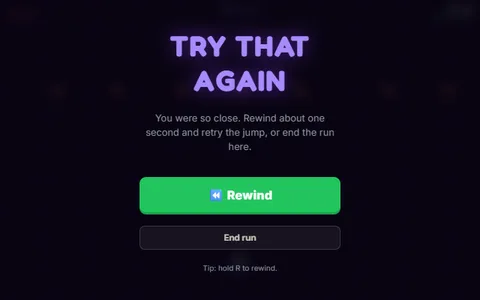 TRY THAT
AGAIN
You were so close. Rewind about one
second and retry the jump, or end the run
here.
⏪ Rewind
End run
Tip: hold R to rewind.